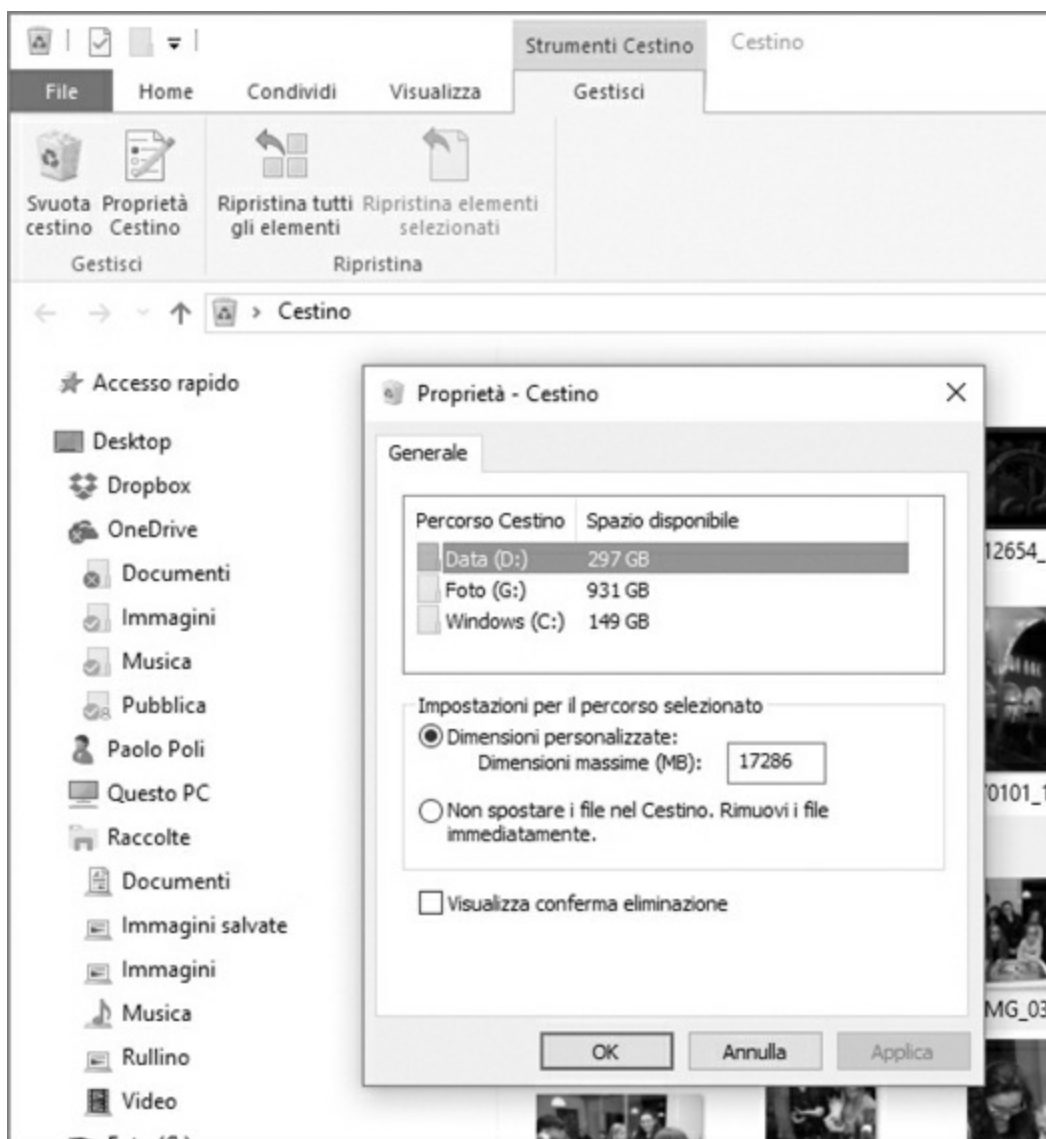 Strumenti Cestino
Cestino
File
Home
Condividi
Visualizza
Gestisci
Svuota cestino
Proprietà Cestino
Ripristina tutti gli elementi
Ripristina elementi selezionati
Gestisci
Ripristina
Cestino
Accesso rapido
Desktop
Dropbox
OneDrive
Documenti
Immagini
Musica
Pubblica
Paolo Poli
Questo PC
Raccolte
Documenti
Immagini salvate
Immagini
Musica
Rullino
Video
Proprietà - Cestino
Generale
Percorso Cestino Spazio disponibile
Data (D:) 297 GB
Foto (G:) 931 GB
Windows (C:) 149 GB
Impostazioni per il percorso selezionato
Dimensioni personalizzate:
Dimensioni massime (MB): 17286
Non spostare i file nel Cestino. Rimuovi i file
immediatamente.
Visualizza conferma eliminazione
OK
Annulla
Applica
12654_
0101_1
MG_03